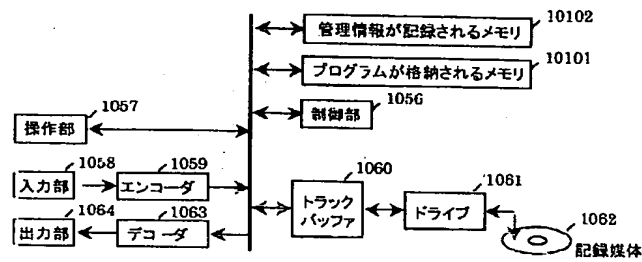 管理情報が記録されるメモリ
10102
プログラムが格納されるメモリ
10101
制御部
1056
操作部
1057
入力部
1058
エンコーダ
1059
出力部
1064
デコーダ
1063
トラック
バッファ
1060
ドライブ
1061
1062
記録媒体